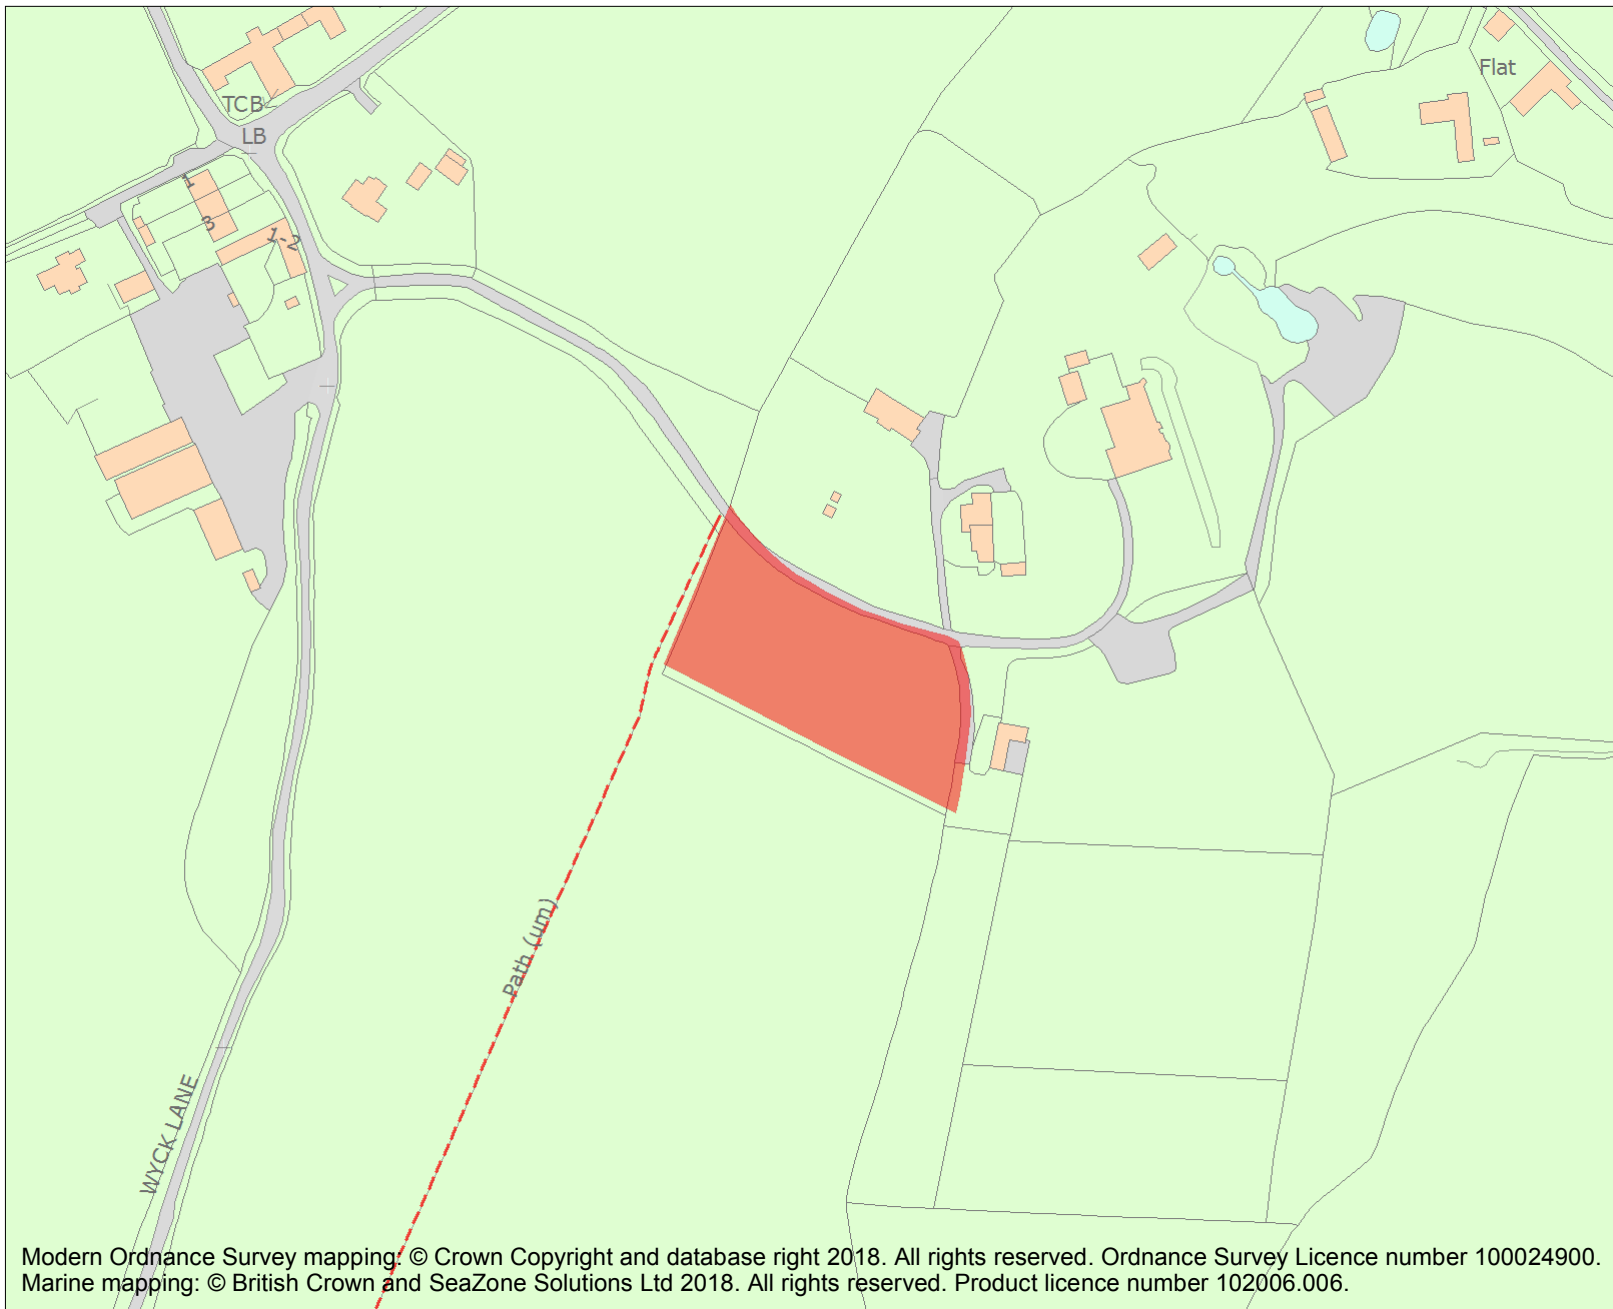 Flat
TCB
LB
1
3
1-2
Path (um)
WYCK LANE
Modern Ordnance Survey mapping: © Crown Copyright and database right 2018. All rights reserved. Ordnance Survey Licence number 100024900.
Marine mapping: © British Crown and SeaZone Solutions Ltd 2018. All rights reserved. Product licence number 102006.006.